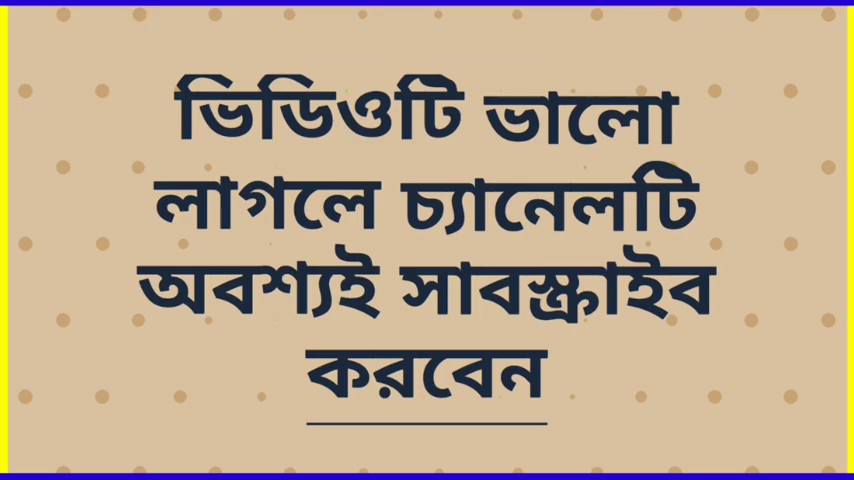 ভিডিওটি ভালো
লাগলে চ্যানেলটি
অবশ্যই সাবস্ক্রাইব
করবেন